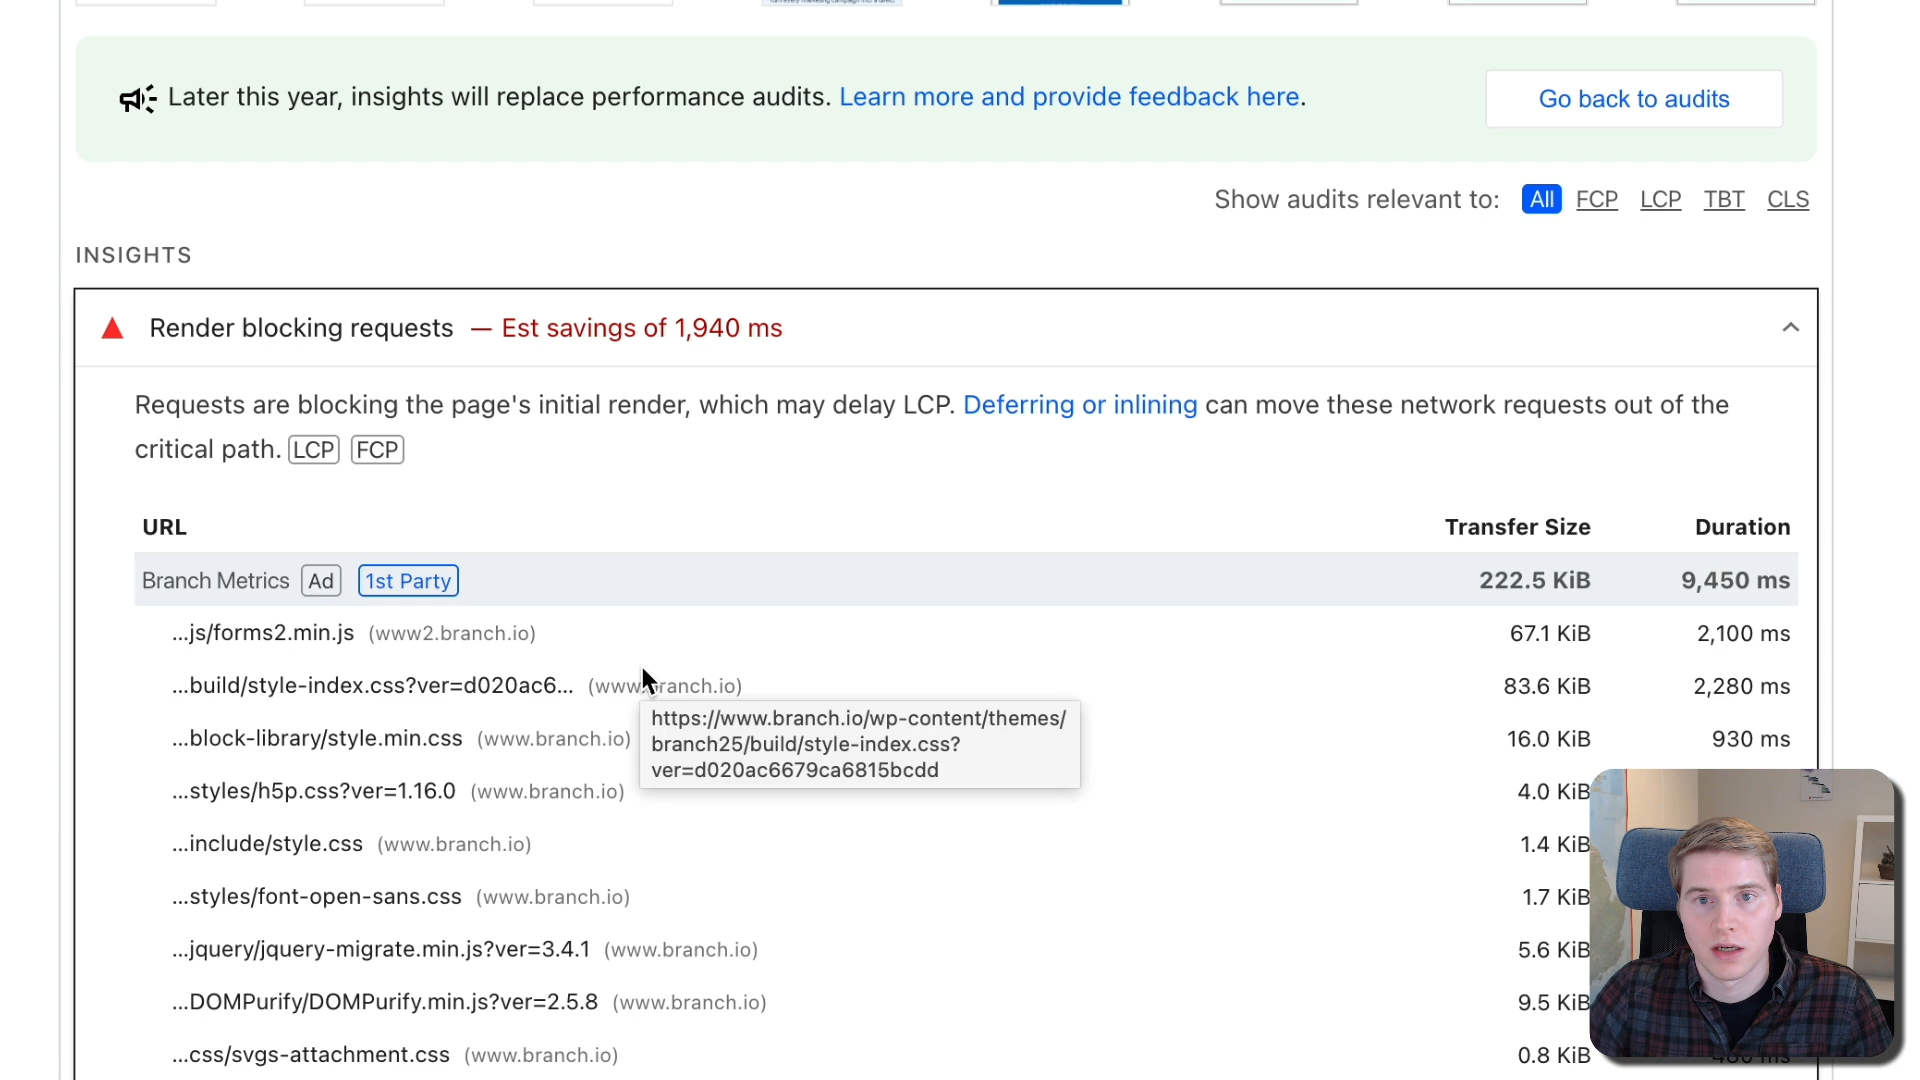 Later this year, insights will replace performance audits. Learn more and provide feedback here.
Go back to audits
Show audits relevant to: All FCP LCP TBT CLS
INSIGHTS
Render blocking requests — Est savings of 1,940 ms
Requests are blocking the page's initial render, which may delay LCP. Deferring or inlining can move these network requests out of the
critical path. LCP FCP
URL Transfer Size Duration
Branch Metrics Ad 1st Party 222.5 KiB 9,450 ms
...js/forms2.min.js (www2.branch.io) 67.1 KiB 2,100 ms
...build/style-index.css?ver=d020ac6... 83.6 KiB 2,280 ms
...block-library/style.min.css (www.branch.io) 16.0 KiB 930 ms
https://www.branch.io/wp-content/themes/
branch25/build/style-index.css?
ver=d020ac6679ca6815bcdd
...styles/h5p.css?ver=1.16.0 (www.branch.io) 4.0 KiB
...include/style.css (www.branch.io) 1.4 KiB
...styles/font-open-sans.css (www.branch.io) 1.7 KiB
...jquery/jquery-migrate.min.js?ver=3.4.1 (www.branch.io) 5.6 KiB
...DOMPurify/DOMPurify.min.js?ver=2.5.8 (www.branch.io) 9.5 KiB
...css/svgs-attachment.css (www.branch.io) 0.8 KiB